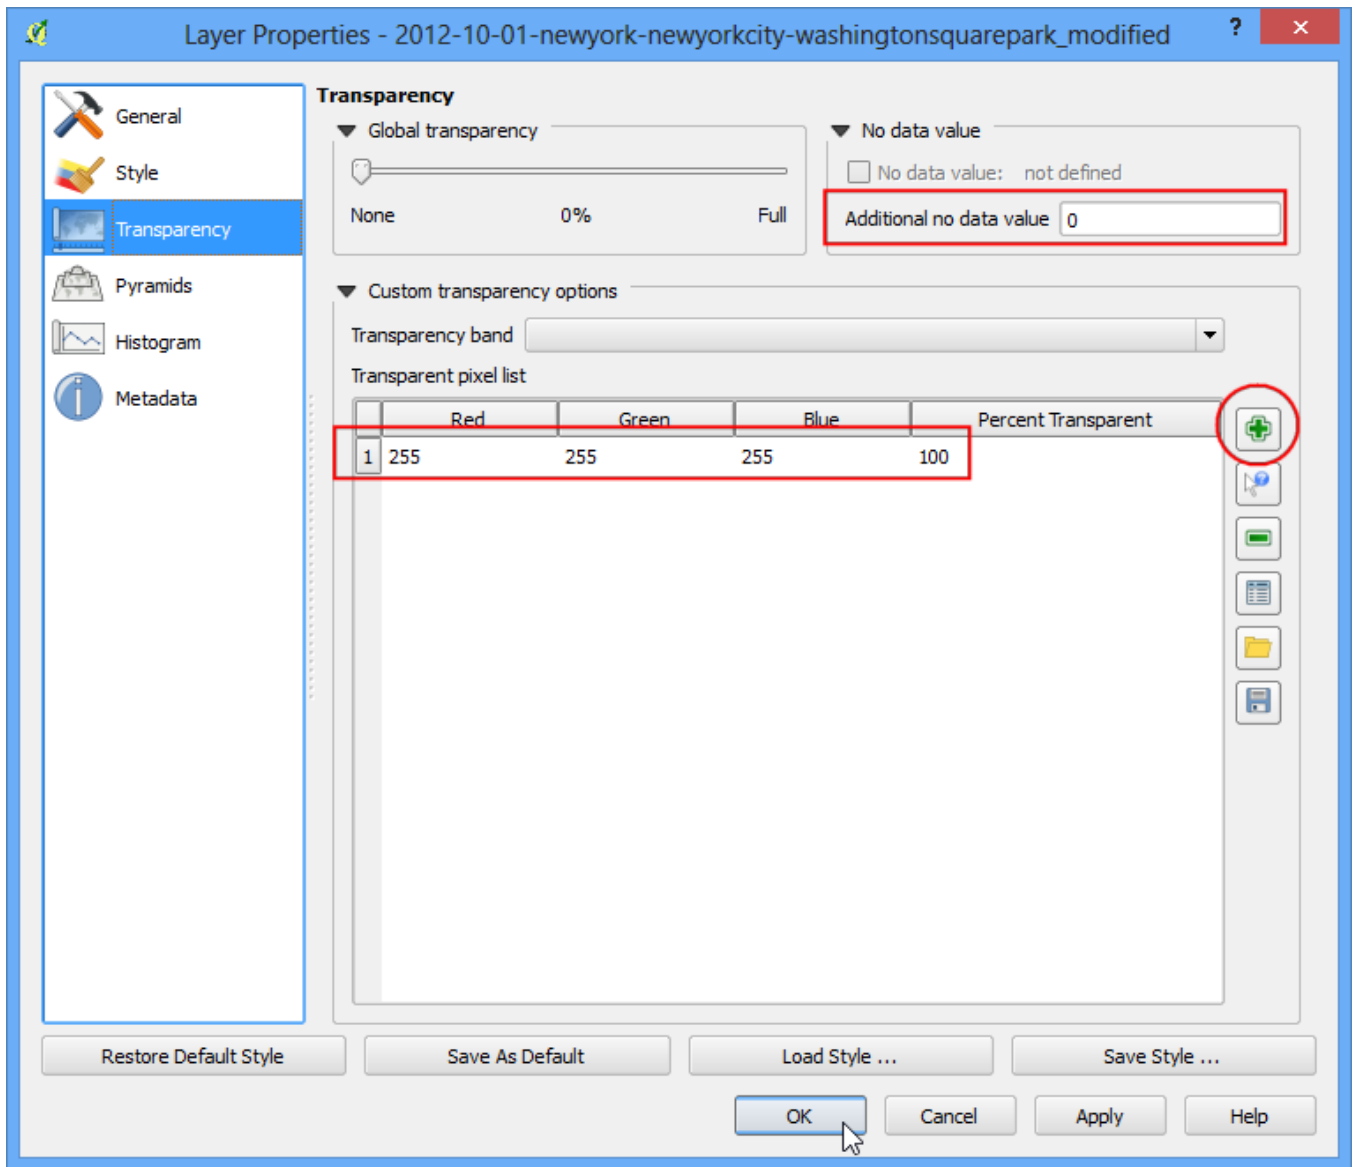 Layer Properties - 2012-10-01-newyork-newyorkcity-washingtonsquarepark_modified
?
General
Style
Transparency
Pyramids
Histogram
Metadata
Transparency
Global transparency
None 0% Full
No data value
No data value: not defined
Additional no data value 0
Custom transparency options
Transparency band
Transparent pixel list
Red Green Blue Percent Transparent
1 255 255 255 100
Restore Default Style Save As Default Load Style ... Save Style ...
OK Cancel Apply Help